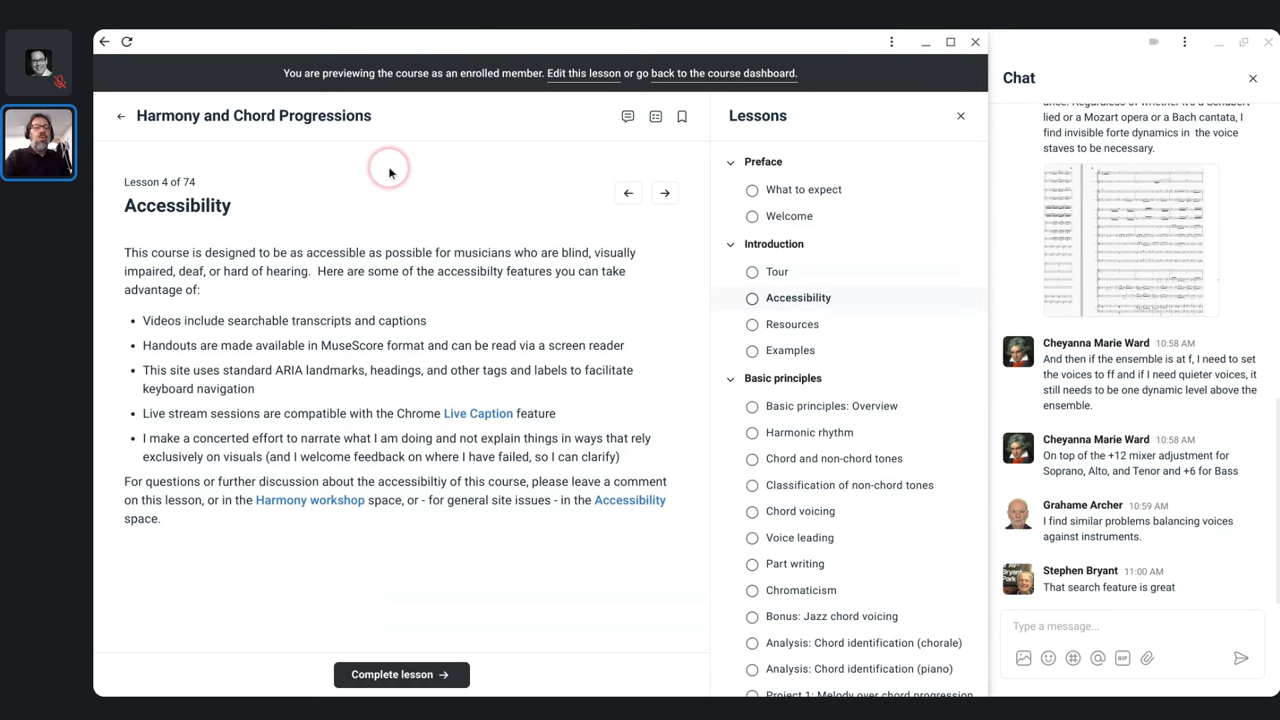 You are previewing the course as an enrolled member. Edit this lesson or go back to the course dashboard.
Harmony and Chord Progressions
Lesson 4 of 74
Accessibility
This course is designed to be as accessible as possible for musicians who are blind, visually
impaired, deaf, or hard of hearing.  Here are some of the accessibilty features you can take
advantage of:
• Videos include searchable transcripts and captions
• Handouts are made available in MuseScore format and can be read via a screen reader
• This site uses standard ARIA landmarks, headings, and other tags and labels to facilitate
keyboard navigation
• Live stream sessions are compatible with the Chrome Live Caption feature
• I make a concerted effort to narrate what I am doing and not explain things in ways that rely
exclusively on visuals (and I welcome feedback on where I have failed, so I can clarify)
For questions or further discussion about the accessibiltiy of this course, please leave a comment
on this lesson, or in the Harmony workshop space, or - for general site issues - in the Accessibility
space.
Complete lesson →
Lessons
Preface
What to expect
Welcome
Introduction
Tour
Accessibility
Resources
Examples
Basic principles
Basic principles: Overview
Harmonic rhythm
Chord and non-chord tones
Classification of non-chord tones
Chord voicing
Voice leading
Part writing
Chromaticism
Bonus: Jazz chord voicing
Analysis: Chord identification (chorale)
Analysis: Chord identification (piano)
Project 1: Melody over chord progression
Chat
ance. Regardless of whether it's a Schubert
lied or a Mozart opera or a Bach cantata, I
find invisible forte dynamics in  the voice
staves to be necessary.
Cheyanna Marie Ward 10:58 AM
And then if the ensemble is at f, I need to set
the voices to ff and if I need quieter voices, it
still needs to be one dynamic level above the
ensemble.
Cheyanna Marie Ward 10:58 AM
On top of the +12 mixer adjustment for
Soprano, Alto, and Tenor and +6 for Bass
Grahame Archer 10:59 AM
I find similar problems balancing voices
against instruments.
Stephen Bryant 11:00 AM
That search feature is great
Type a message...
GIF